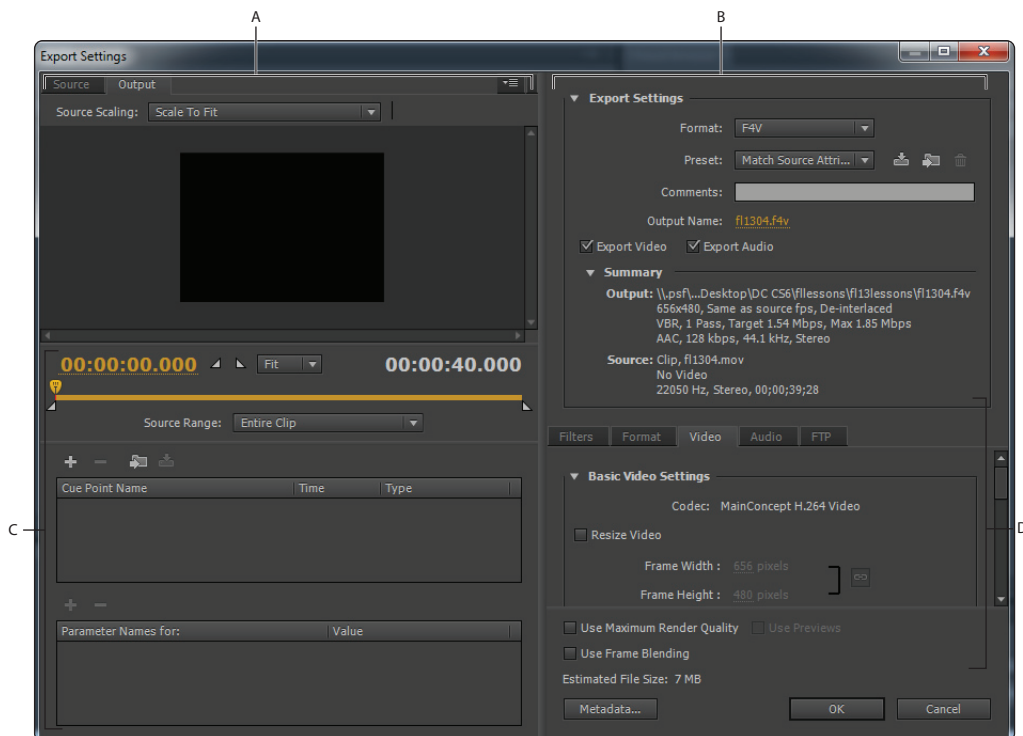 A
B
Export Settings
Source Output
Source Scaling: Scale To Fit
00:00:00.000 Fit 00:00:40.000
Source Range: Entire Clip
Cue Point Name Time Type
C
Parameter Names for: Value
Export Settings
Format: F4V
Preset: Match Source Attri...
Comments:
Output Name: fl1304.f4v
Export Video Export Audio
Summary
Output: \\.psf\...Desktop\DC CS6\fllessons\fl13lessons\fl1304.f4v
656x480, Same as source fps, De-interlaced
VBR, 1 Pass, Target 1.54 Mbps, Max 1.85 Mbps
AAC, 128 kbps, 44.1 kHz, Stereo
Source: Clip, fl1304.mov
No Video
22050 Hz, Stereo, 00;00;39;28
Filters Format Video Audio FTP
Basic Video Settings
Codec: MainConcept H.264 Video
Resize Video
D
Frame Width : 656 pixels
Frame Height : 480 pixels
Use Maximum Render Quality Use Previews
Use Frame Blending
Estimated File Size: 7 MB
Metadata... OK Cancel